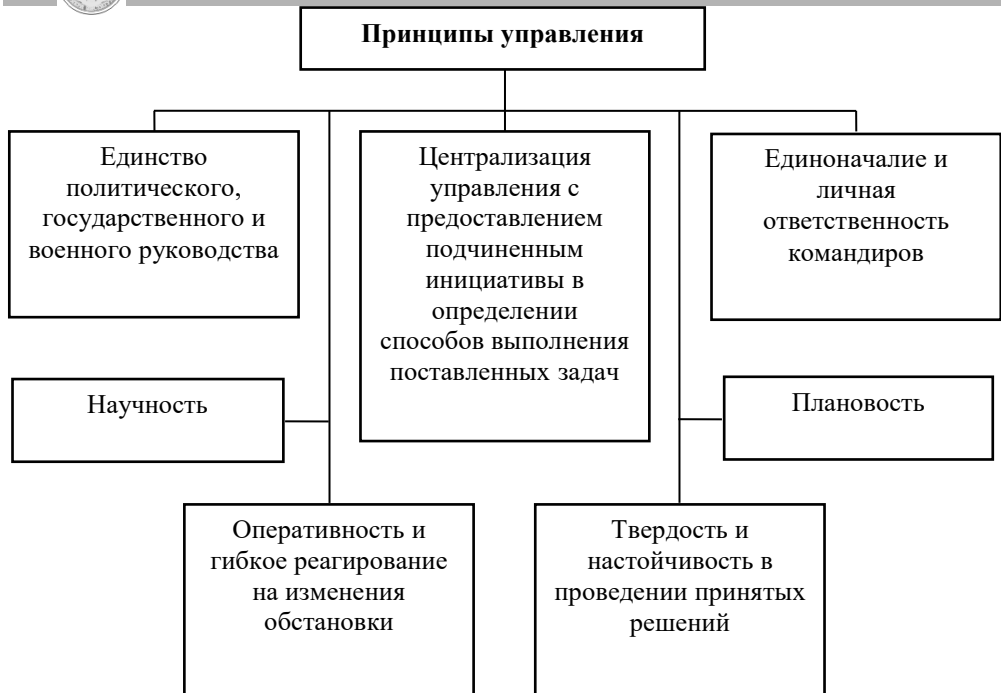 Принципы управления
Единство
политического,
государственного и
военного руководства
Централизация
управления с
предоставлением
подчиненным
инициативы в
определении
способов выполнения
поставленных задач
Единоначалие и
личная
ответственность
командиров
Научность
Плановость
Оперативность и
гибкое реагирование
на изменения
обстановки
Твердость и
настойчивость в
проведении принятых
решений